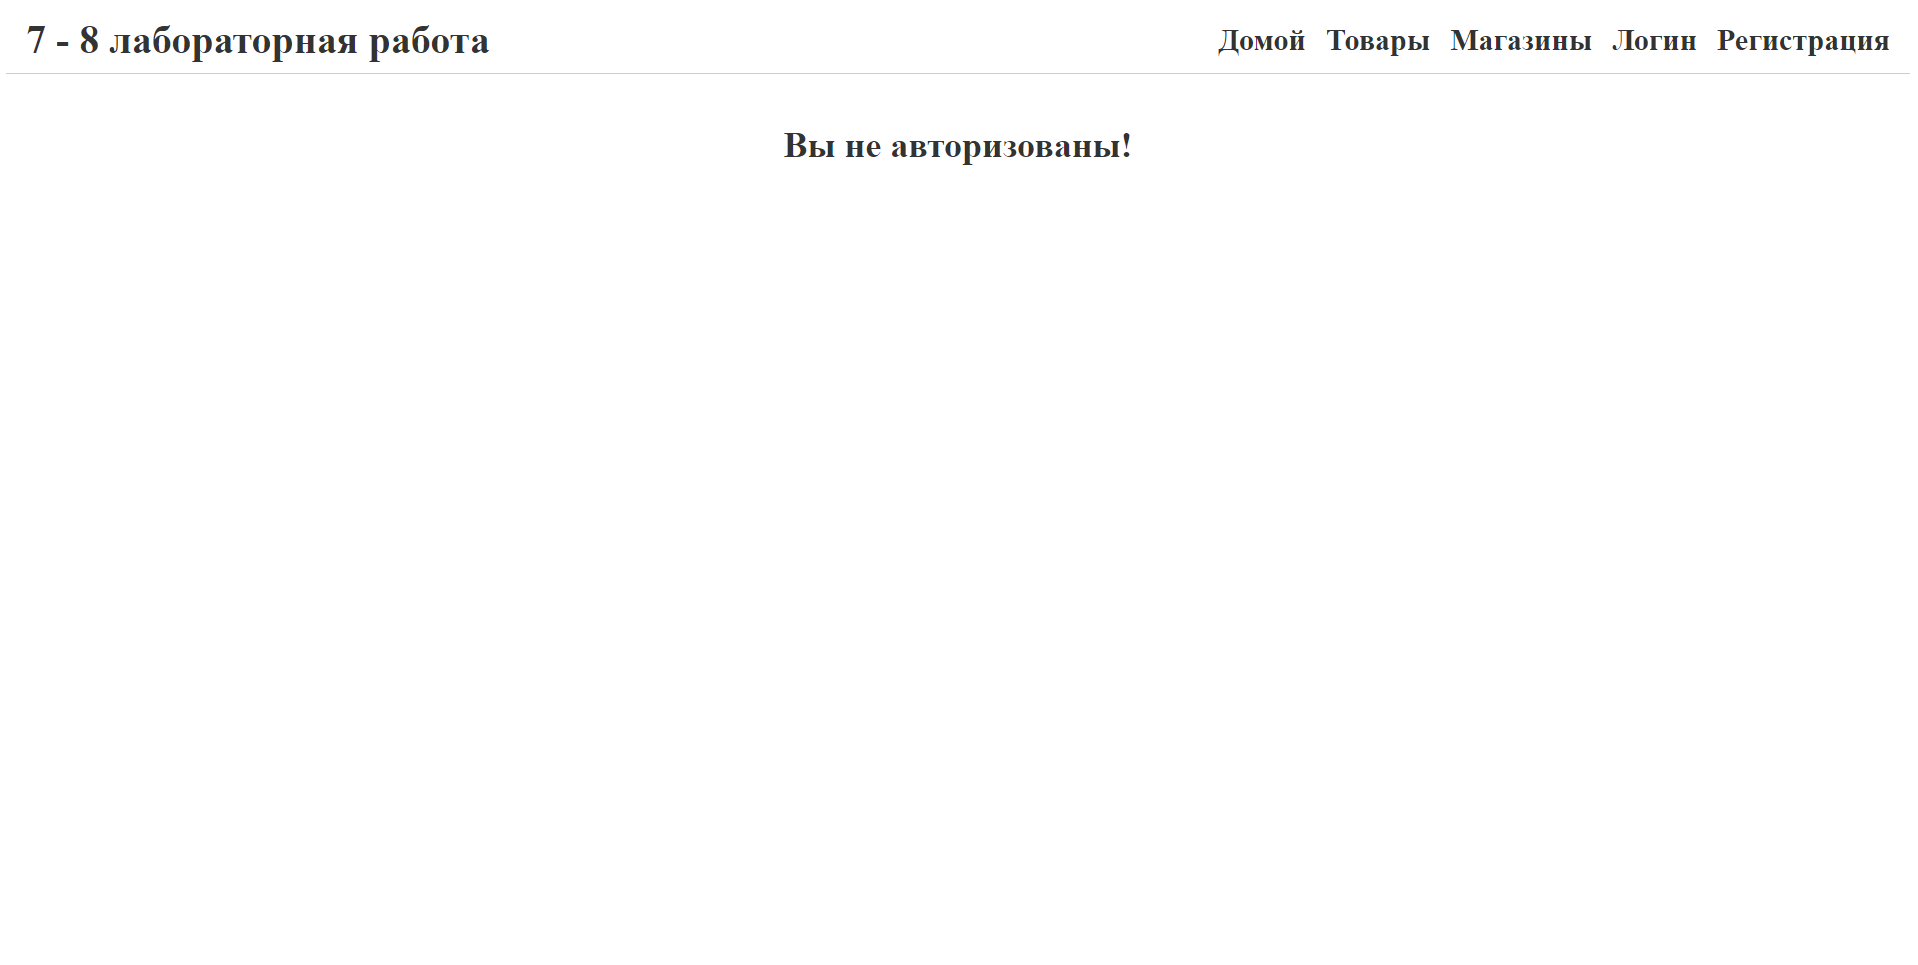 7 - 8 лабораторная работа
Домой Товары Магазины Логин Регистрация
Вы не авторизованы!